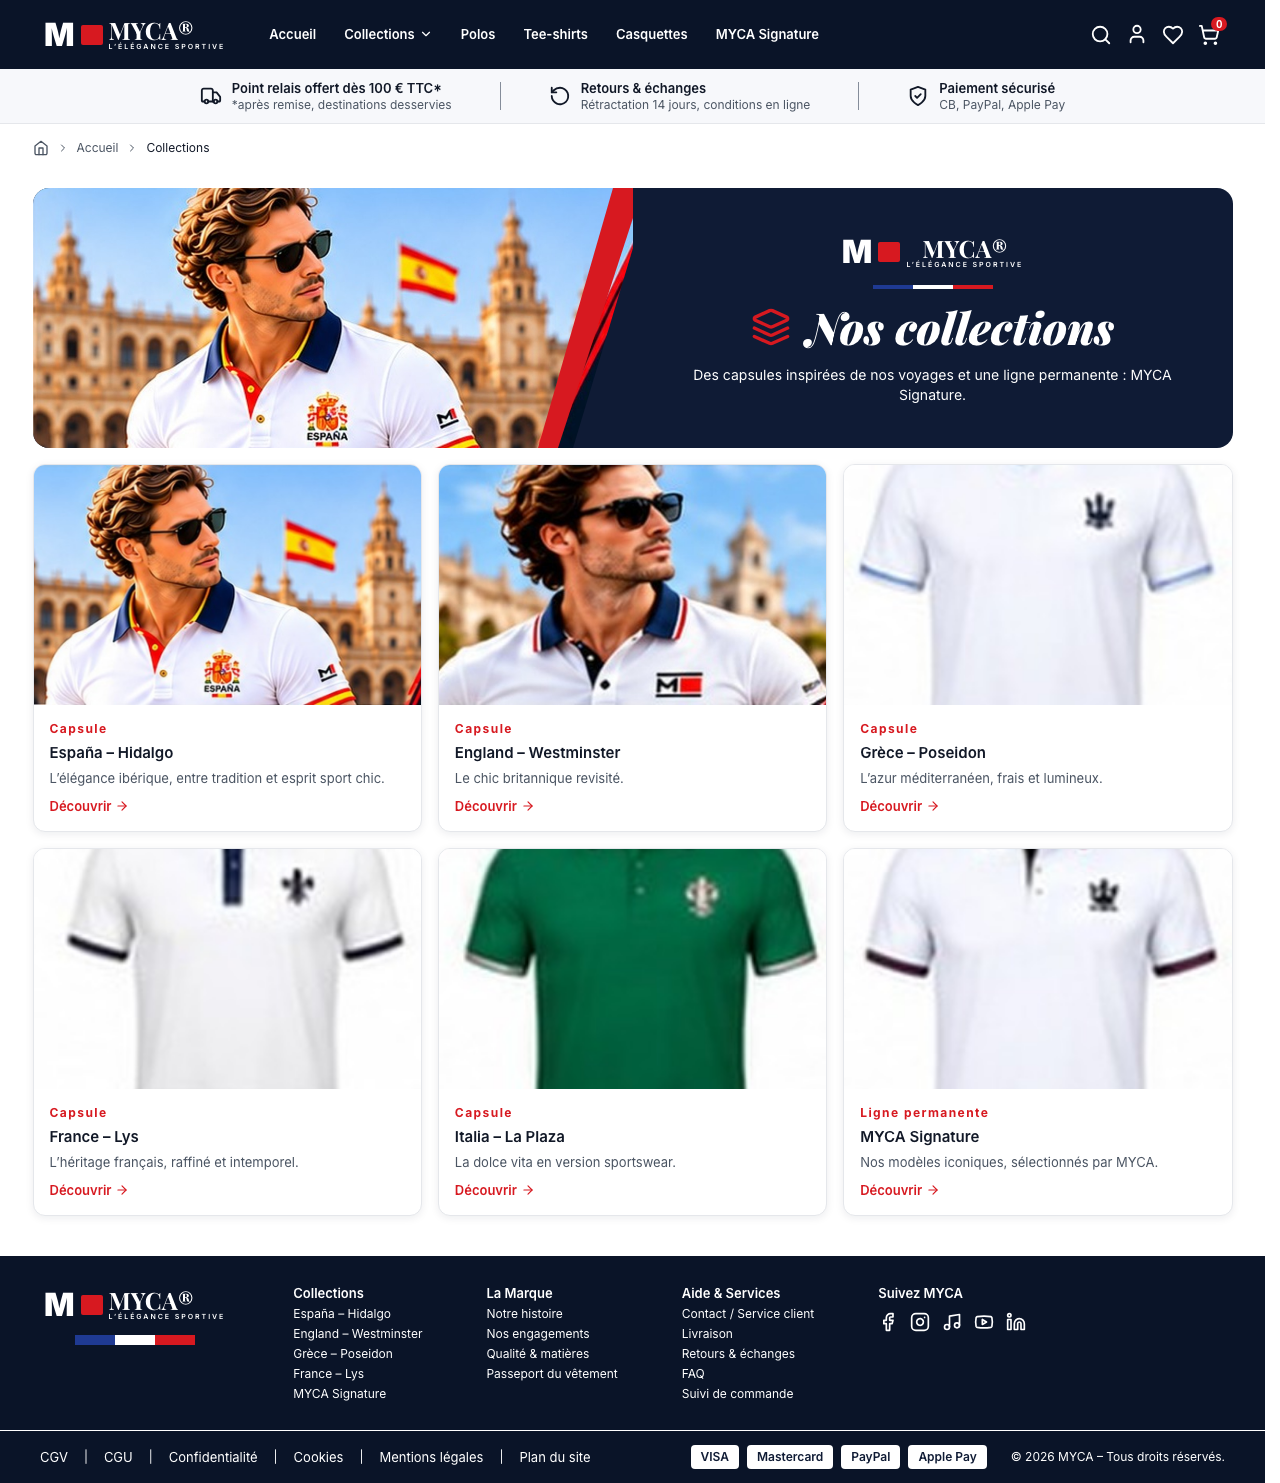 M MYCA®
L'ÉLÉGANCE SPORTIVE
Accueil
Collections
Polos
Tee-shirts
Casquettes
MYCA Signature
0
Point relais offert dès 100 € TTC*
*après remise, destinations desservies
Retours & échanges
Rétractation 14 jours, conditions en ligne
Paiement sécurisé
CB, PayPal, Apple Pay
Accueil
Collections
ESPAÑA
M
M MYCA®
L'ÉLÉGANCE SPORTIVE
Nos collections
Des capsules inspirées de nos voyages et une ligne permanente : MYCA
Signature.
ESPAÑA
M
Capsule
España – Hidalgo
L’élégance ibérique, entre tradition et esprit sport chic.
Découvrir
M
Capsule
England – Westminster
Le chic britannique revisité.
Découvrir
Capsule
Grèce – Poseidon
L’azur méditerranéen, frais et lumineux.
Découvrir
Capsule
France – Lys
L’héritage français, raffiné et intemporel.
Découvrir
Capsule
Italia – La Plaza
La dolce vita en version sportswear.
Découvrir
Ligne permanente
MYCA Signature
Nos modèles iconiques, sélectionnés par MYCA.
Découvrir
M MYCA®
L'ÉLÉGANCE SPORTIVE
Collections
España – Hidalgo
England – Westminster
Grèce – Poseidon
France – Lys
MYCA Signature
La Marque
Notre histoire
Nos engagements
Qualité & matières
Passeport du vêtement
Aide & Services
Contact / Service client
Livraison
Retours & échanges
FAQ
Suivi de commande
Suivez MYCA
CGV
CGU
Confidentialité
Cookies
Mentions légales
Plan du site
VISA
Mastercard
PayPal
Apple Pay
© 2026 MYCA – Tous droits réservés.